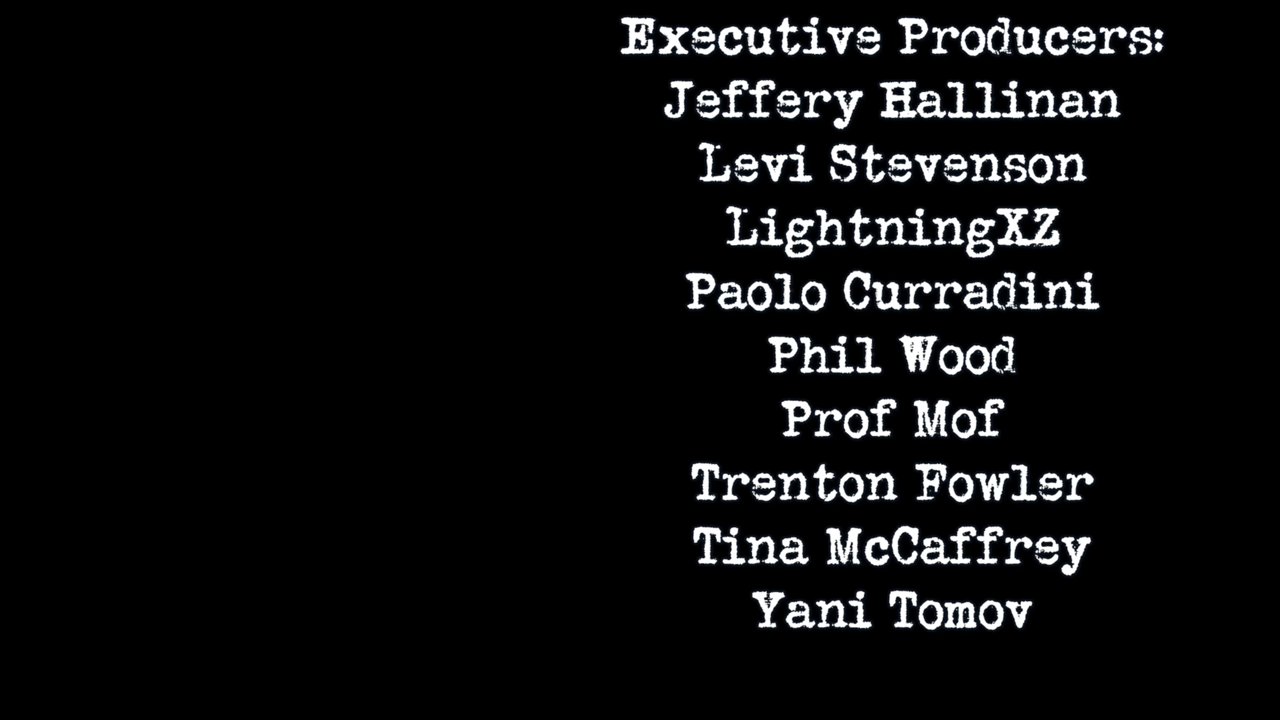 Executive Producers:
Jeffery Hallinan
Levi Stevenson
LightningXZ
Paolo Curradini
Phil Wood
Prof Mof
Trenton Fowler
Tina McCaffrey
Yani Tomov